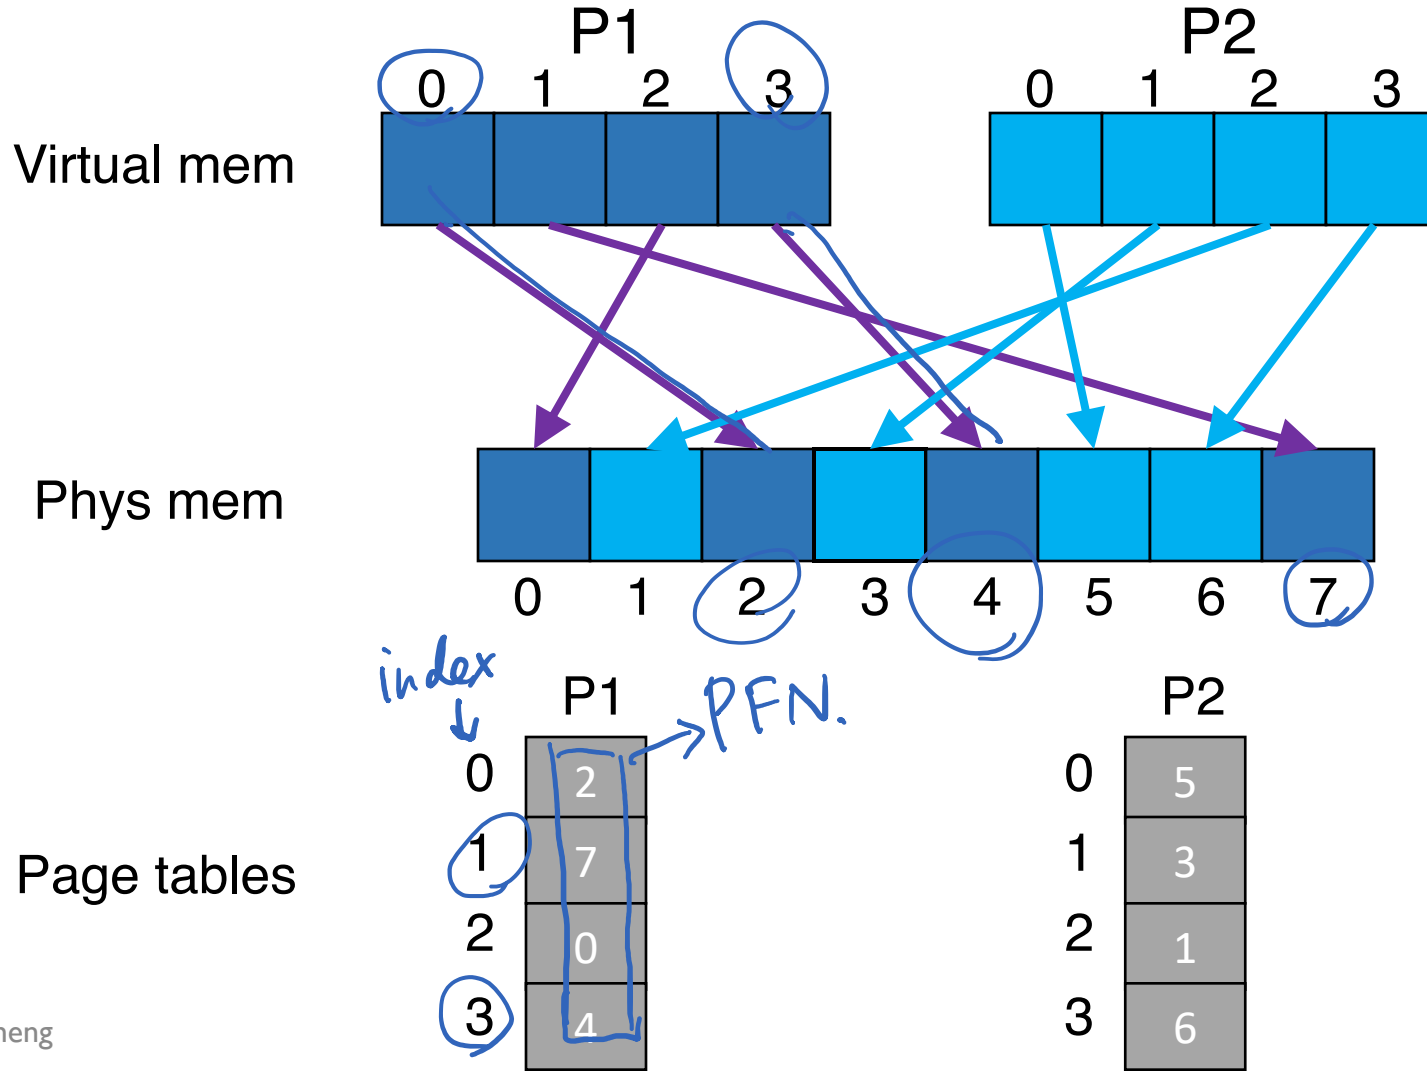 P1 P2
0 1 2 3 0 1 2 3
Virtual mem
Phys mem
0 1 2 3 4 5 6 7
index
P1 PFN. P2
0 2 0 5
1 7 1 3
Page tables
2 0 2 1
3 4 3 6
heng